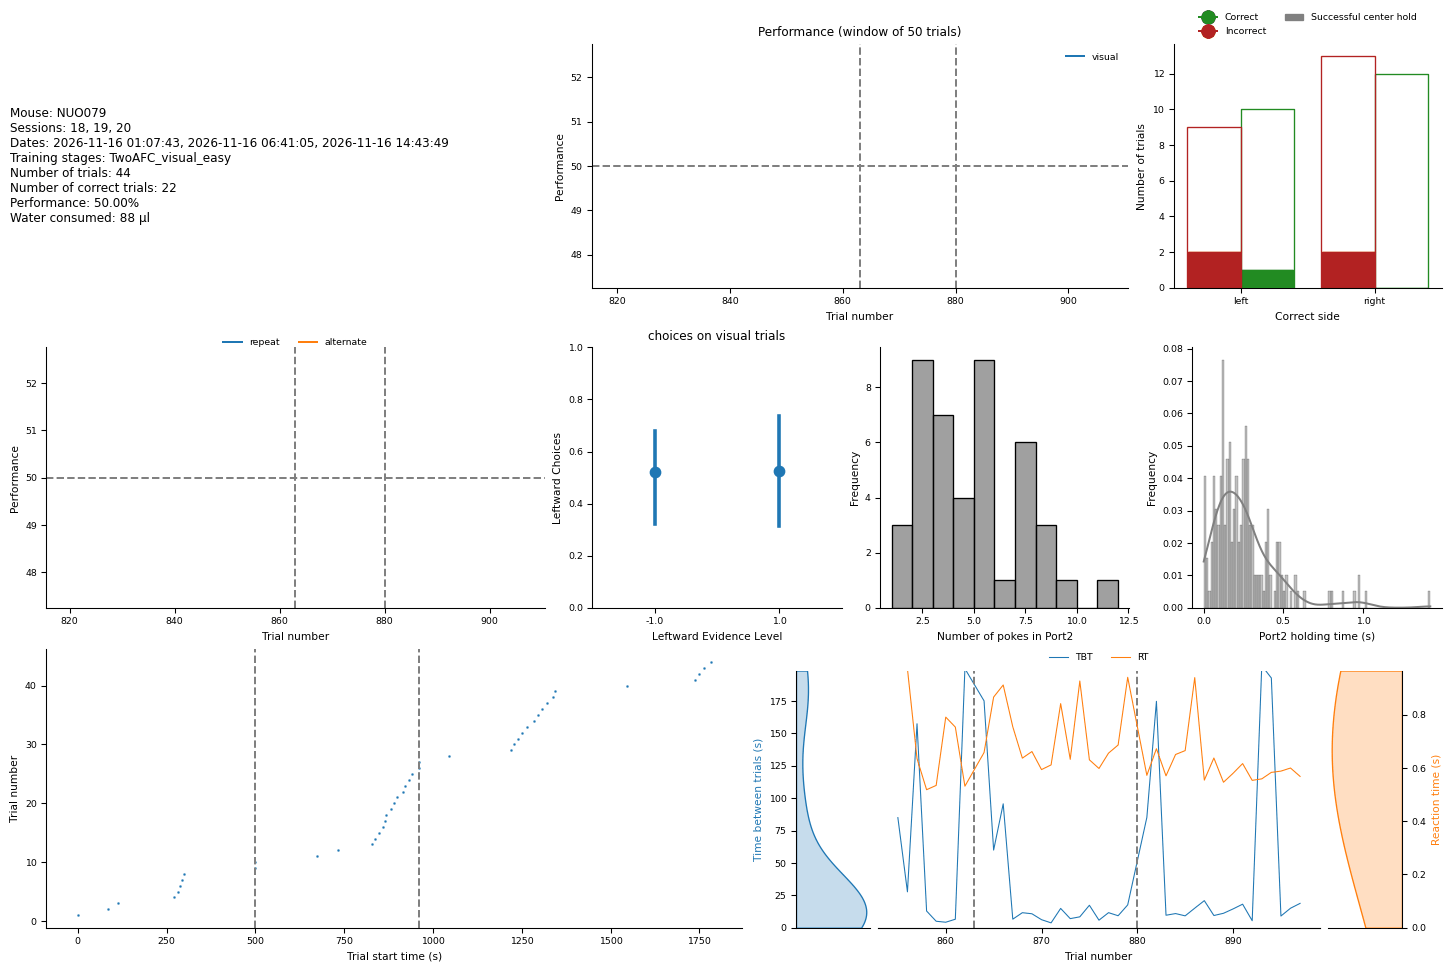 Mouse: NUO079
Sessions: 18, 19, 20
Dates: 2026-11-16 01:07:43, 2026-11-16 06:41:05, 2026-11-16 14:43:49
Training stages: TwoAFC_visual_easy
Number of trials: 44
Number of correct trials: 22
Performance: 50.00%
Water consumed: 88 µl
Performance (window of 50 trials)
visual
52
51
50
49
48
Performance
820 840 860 880 900
Trial number
Correct
Incorrect
Successful center hold
12
10
8
6
4
2
0
Number of trials
left right
Correct side
repeat alternate
52
51
50
49
48
Performance
820 840 860 880 900
Trial number
choices on visual trials
1.0
0.8
0.6
0.4
0.2
0.0
Leftward Choices
-1.0 1.0
Leftward Evidence Level
8
6
4
2
0
Frequency
2.5 5.0 7.5 10.0 12.5
Number of pokes in Port2
0.08
0.07
0.06
0.05
0.04
0.03
0.02
0.01
0.00
Frequency
0.0 0.5 1.0
Port2 holding time (s)
40
30
20
10
0
Trial number
0 250 500 750 1000 1250 1500 1750
Trial start time (s)
TBT RT
175
150
125
100
75
50
25
0
Time between trials (s)
860 870 880 890
Trial number
0.8
0.6
0.4
0.2
0.0
Reaction time (s)